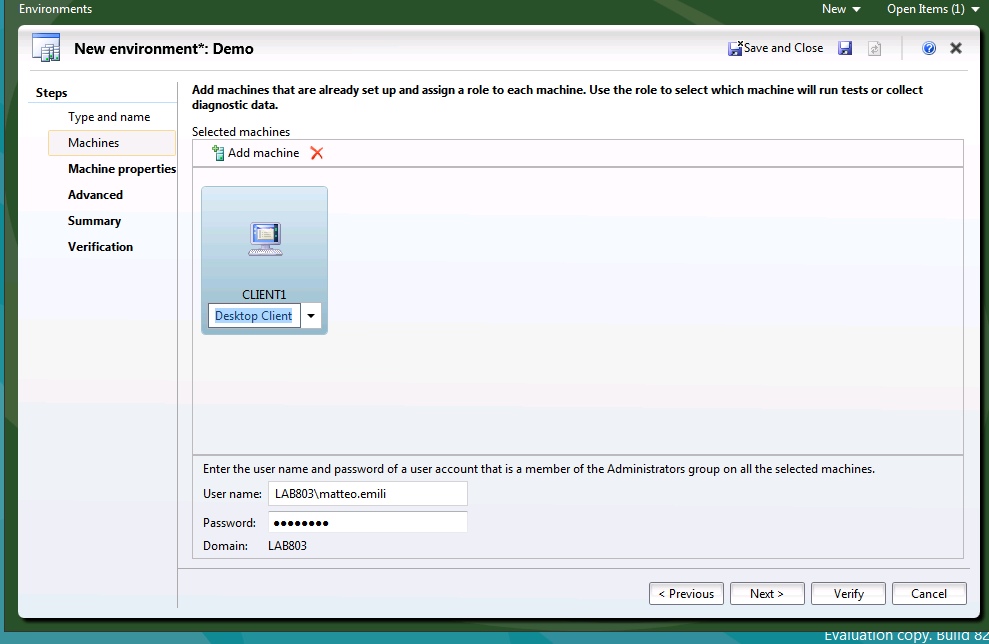 Environments
New
Open Items (1)
New environment*: Demo
Save and Close
Steps
Type and name
Machines
Machine properties
Advanced
Summary
Verification
Add machines that are already set up and assign a role to each machine. Use the role to select which machine will run tests or collect
diagnostic data.
Selected machines
Add machine
CLIENT1
Desktop Client
Enter the user name and password of a user account that is a member of the Administrators group on all the selected machines.
User name: LAB803\matteo.emili
Password: ●●●●●●●●
Domain: LAB803
< Previous
Next >
Verify
Cancel
Evaluation copy. Build 82